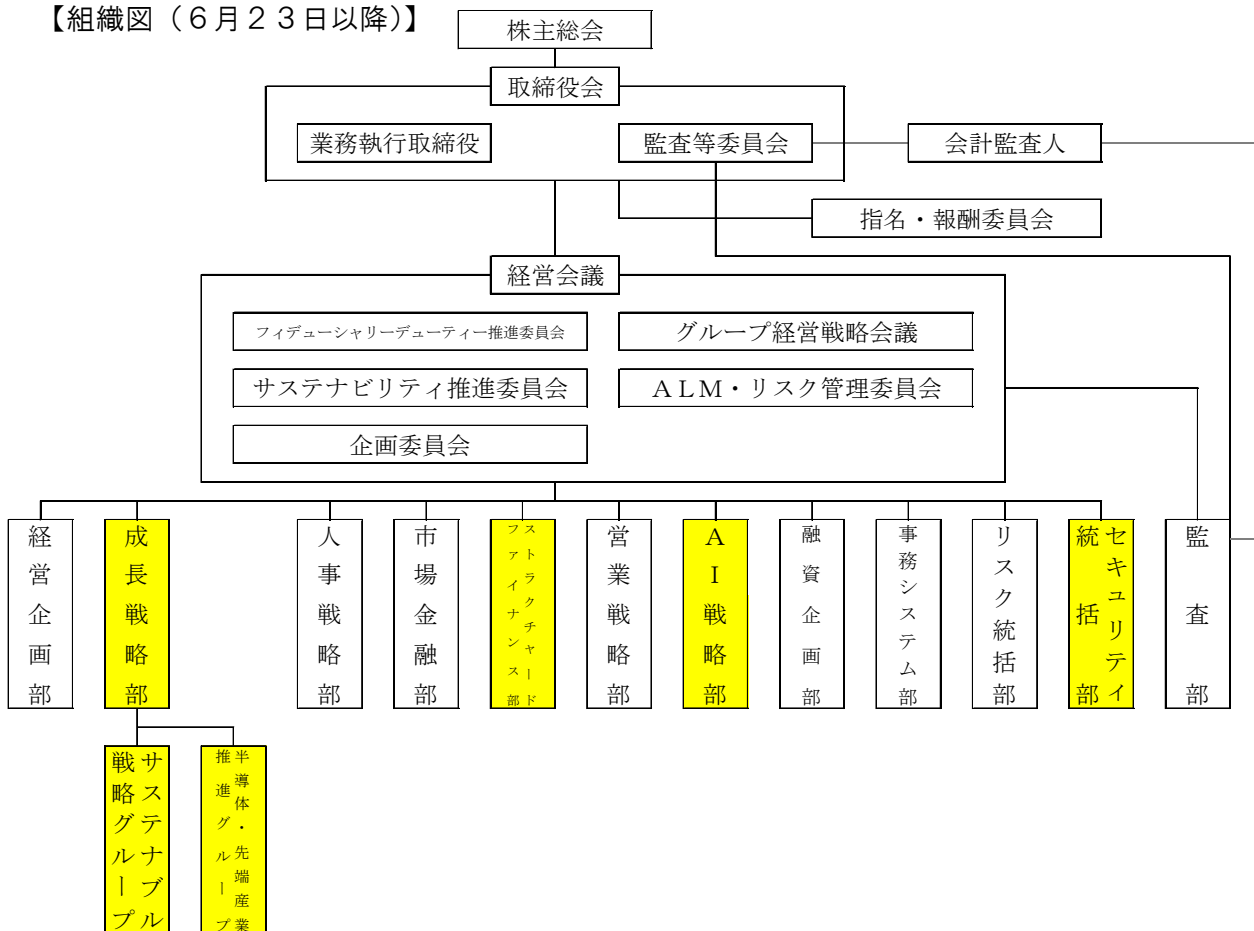 【組織図（６月２３日以降）】
株主総会
取締役会
業務執行取締役
監査等委員会
会計監査人
指名・報酬委員会
経営会議
フィデューシャリーデューティー推進委員会
グループ経営戦略会議
サステナビリティ推進委員会
ＡＬＭ・リスク管理委員会
企画委員会
経営企画部
成長戦略部
人事戦略部
市場金融部
ストラクチャード
ファイナンス部
営業戦略部
ＡＩ戦略部
融資企画部
事務システム部
リスク統括部
セキュリティ
統括部
監査部
サステナブル
戦略グループ
半導体・先端産業
推進グループ